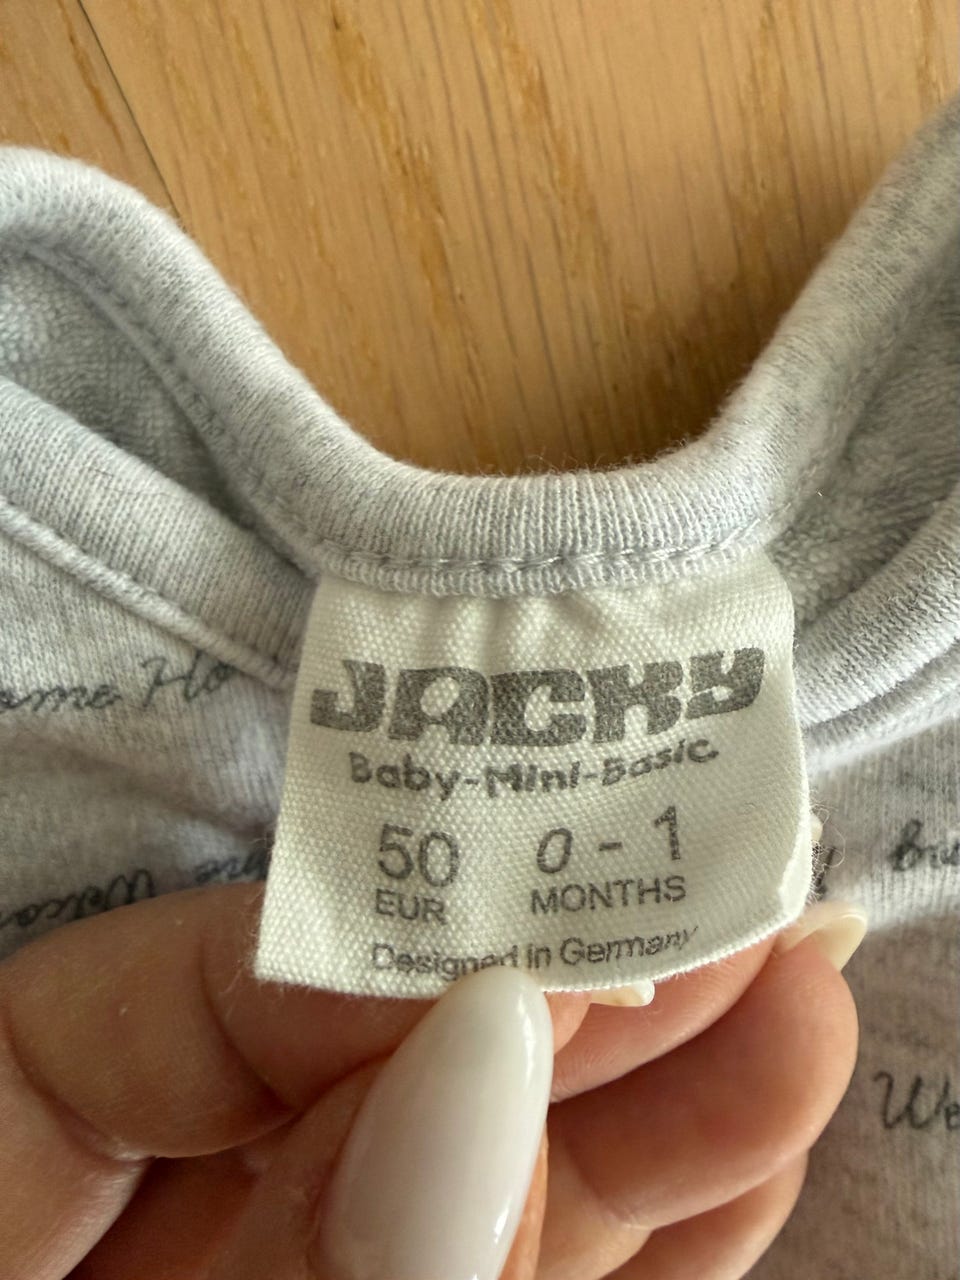 JACKY
Baby-Mini-Basic
50 0 - 1
EUR MONTHS
Designed in Germany